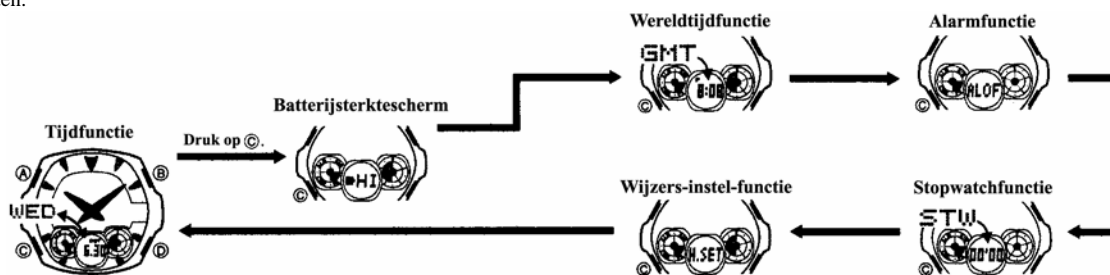 en.
Wereldtijdfunctie
Alarmfunctie
GMT
8:08
ALOF
Batterijsterktescherm
HI
Tijdfunctie
Druk op Ⓒ.
Ⓐ
Ⓑ
WED
6.30
Ⓒ
Ⓓ
Ⓒ
Ⓒ
Ⓒ
Wijzers-instel-functie
Stopwatchfunctie
STW
H.SET
00'00
Ⓒ
Ⓒ